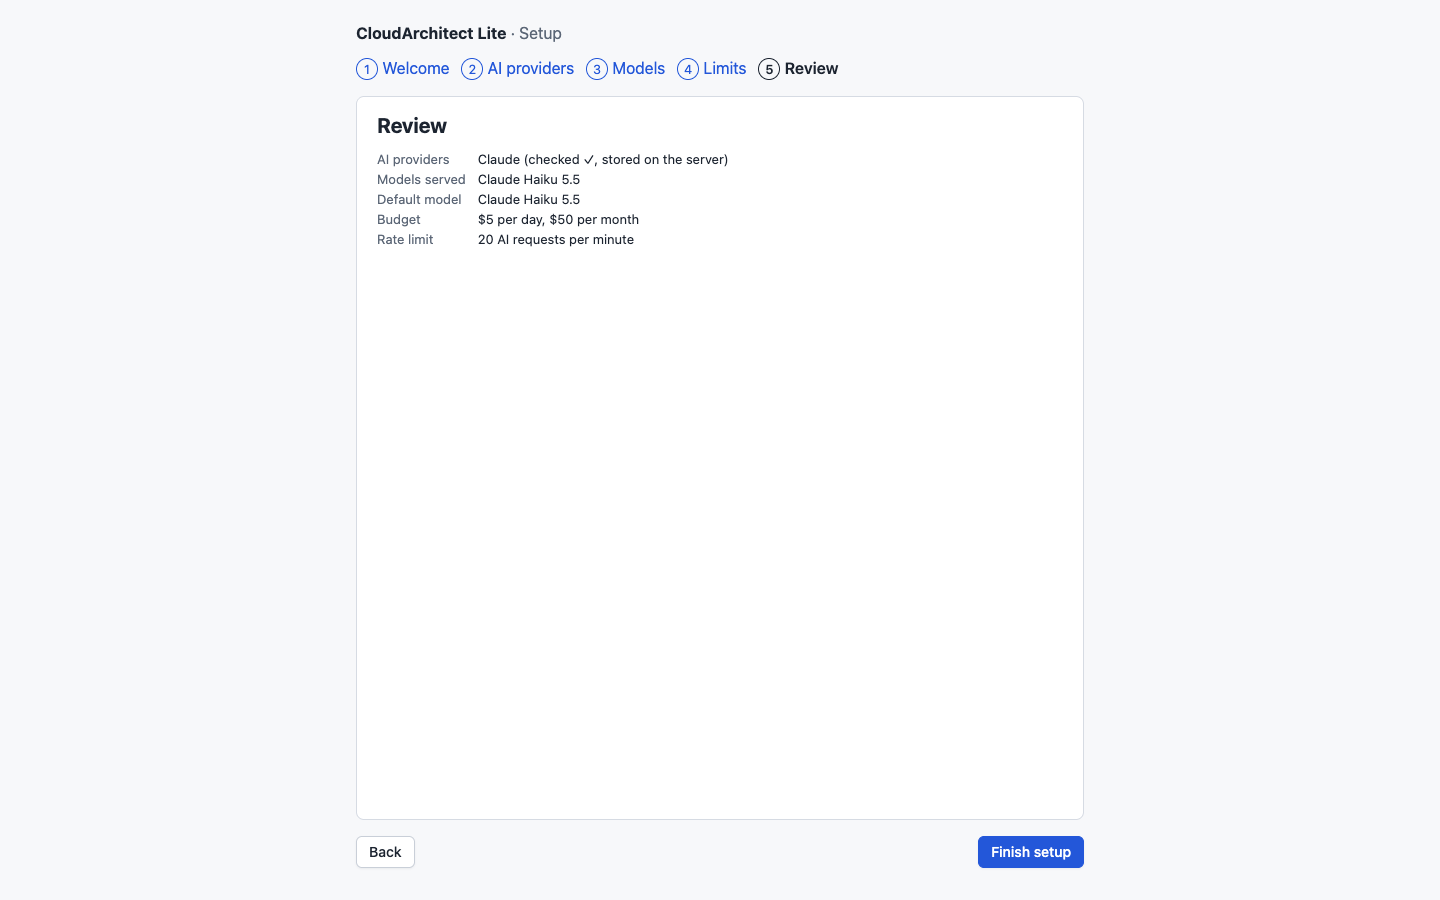 CloudArchitect Lite · Setup
1 Welcome 2 AI providers 3 Models 4 Limits 5 Review
Review
AI providers Claude (checked ✓, stored on the server)
Models served Claude Haiku 5.5
Default model Claude Haiku 5.5
Budget $5 per day, $50 per month
Rate limit 20 AI requests per minute
Back Finish setup